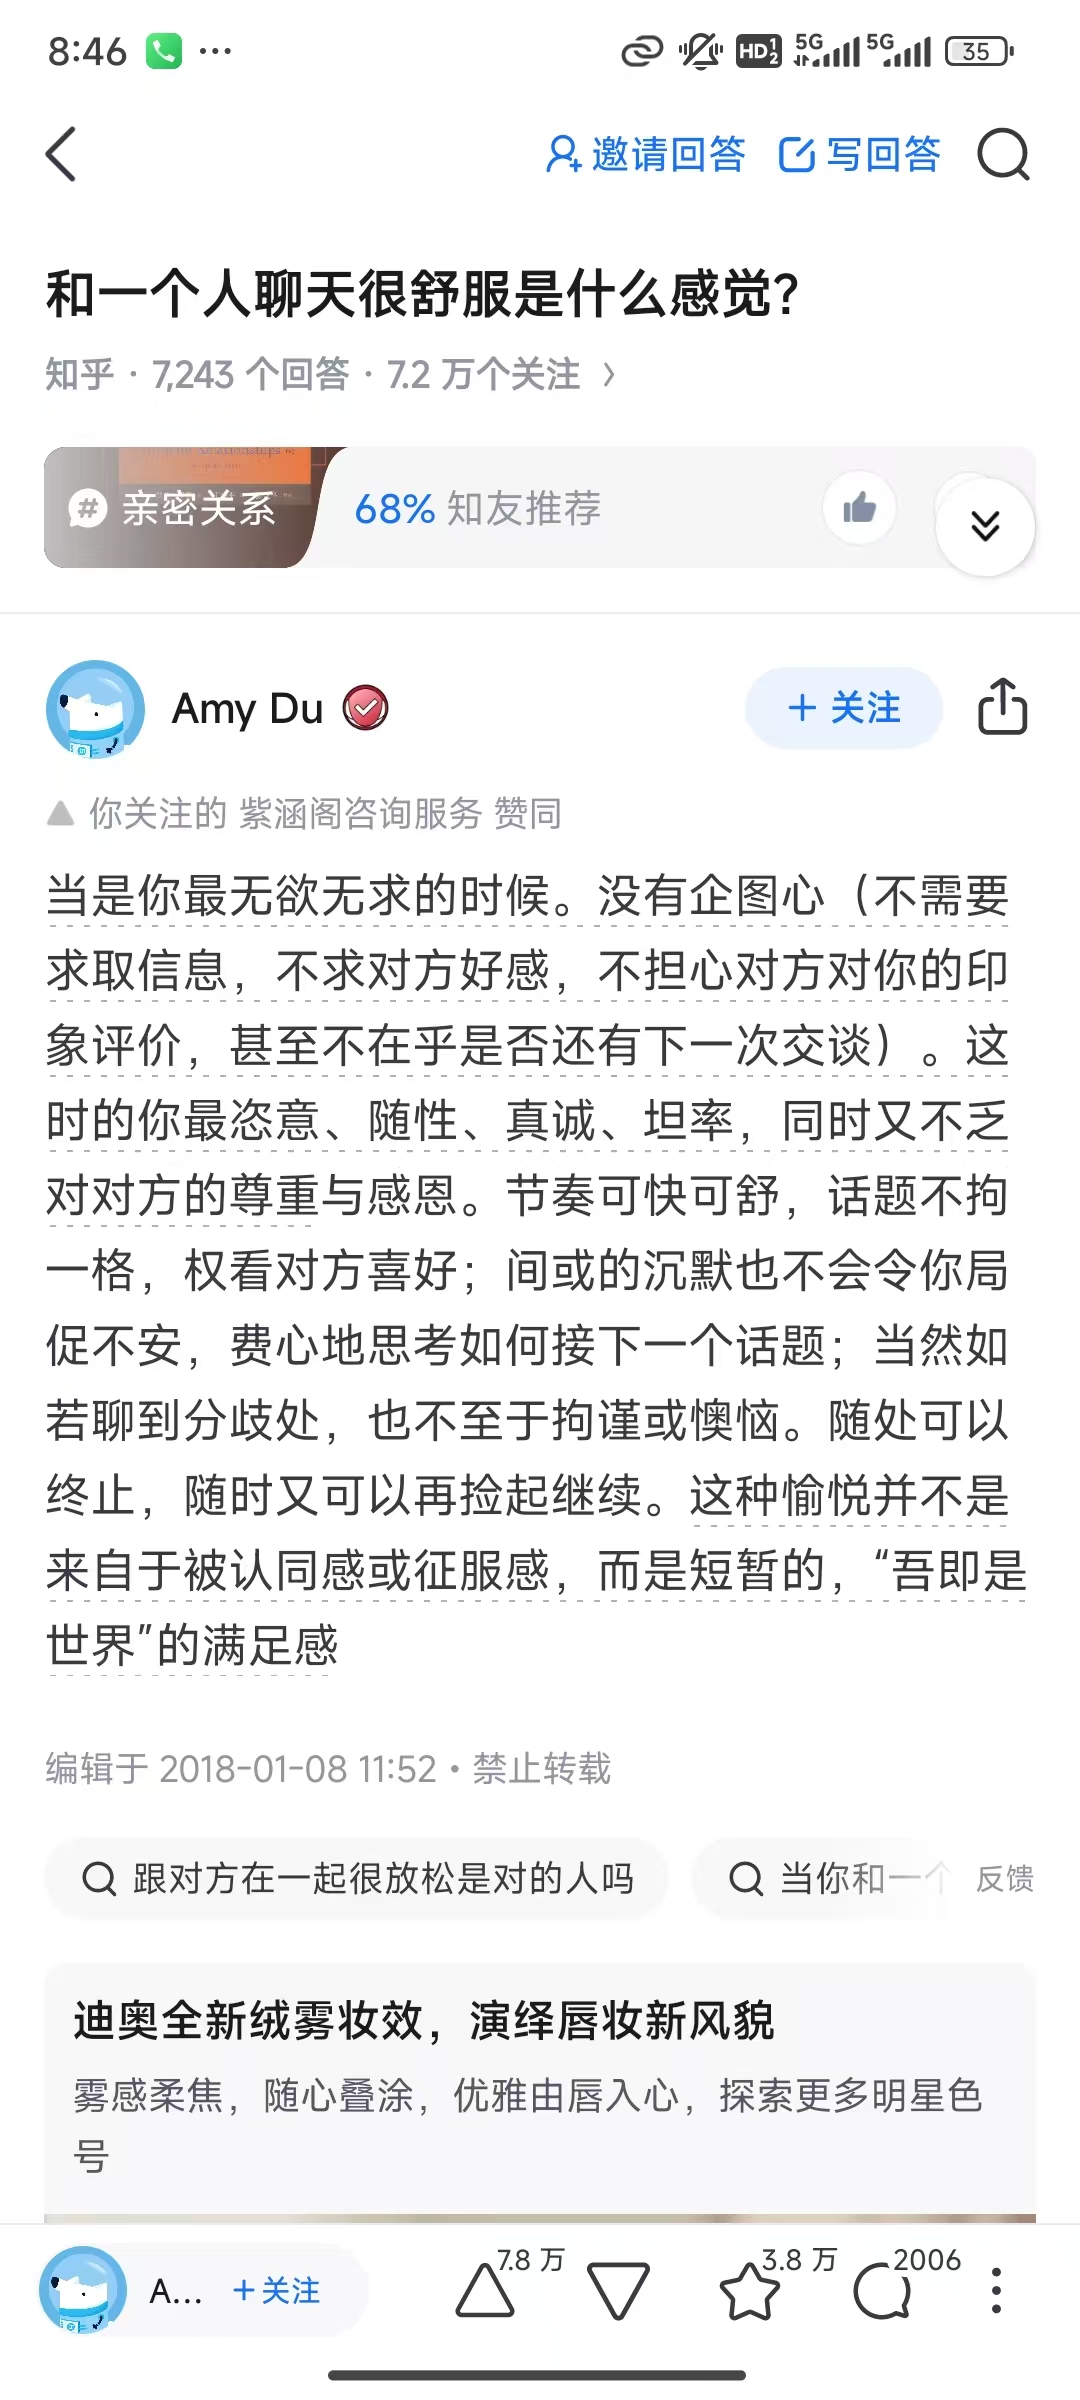 8:46
HD 1 2 5G 5G 35
邀请回答 写回答
和一个人聊天很舒服是什么感觉？
知乎 · 7,243 个回答 · 7.2 万个关注 >
# 亲密关系 68% 知友推荐
Amy Du + 关注
你关注的 紫涵阁咨询服务 赞同
当是你最无欲无求的时候。没有企图心（不需要
求取信息，不求对方好感，不担心对方对你的印
象评价，甚至不在乎是否还有下一次交谈）。这
时的你最恣意、随性、真诚、坦率，同时又不乏
对对方的尊重与感恩。节奏可快可舒，话题不拘
一格，权看对方喜好；间或的沉默也不会令你局
促不安，费心地思考如何接下一个话题；当然如
若聊到分歧处，也不至于拘谨或懊恼。随处可以
终止，随时又可以再捡起继续。这种愉悦并不是
来自于被认同感或征服感，而是短暂的，“吾即是
世界”的满足感
编辑于 2018-01-08 11:52 · 禁止转载
跟对方在一起很放松是对的人吗 当你和一个 反馈
迪奥全新绒雾妆效，演绎唇妆新风貌
雾感柔焦，随心叠涂，优雅由唇入心，探索更多明星色
号
A... + 关注 7.8 万 3.8 万 2006